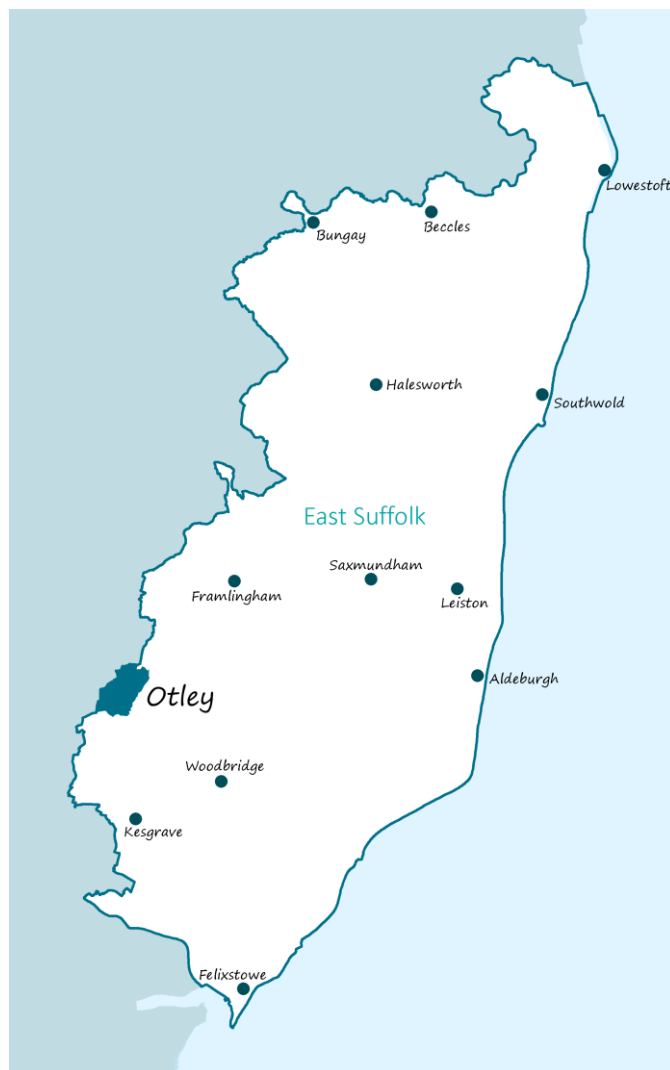 Lowestoft
Beccles
Bungay
Halesworth
Southwold
East Suffolk
Saxmundham
Framlingham
Leiston
Aldeburgh
Otley
Woodbridge
Kesgrave
Felixstowe